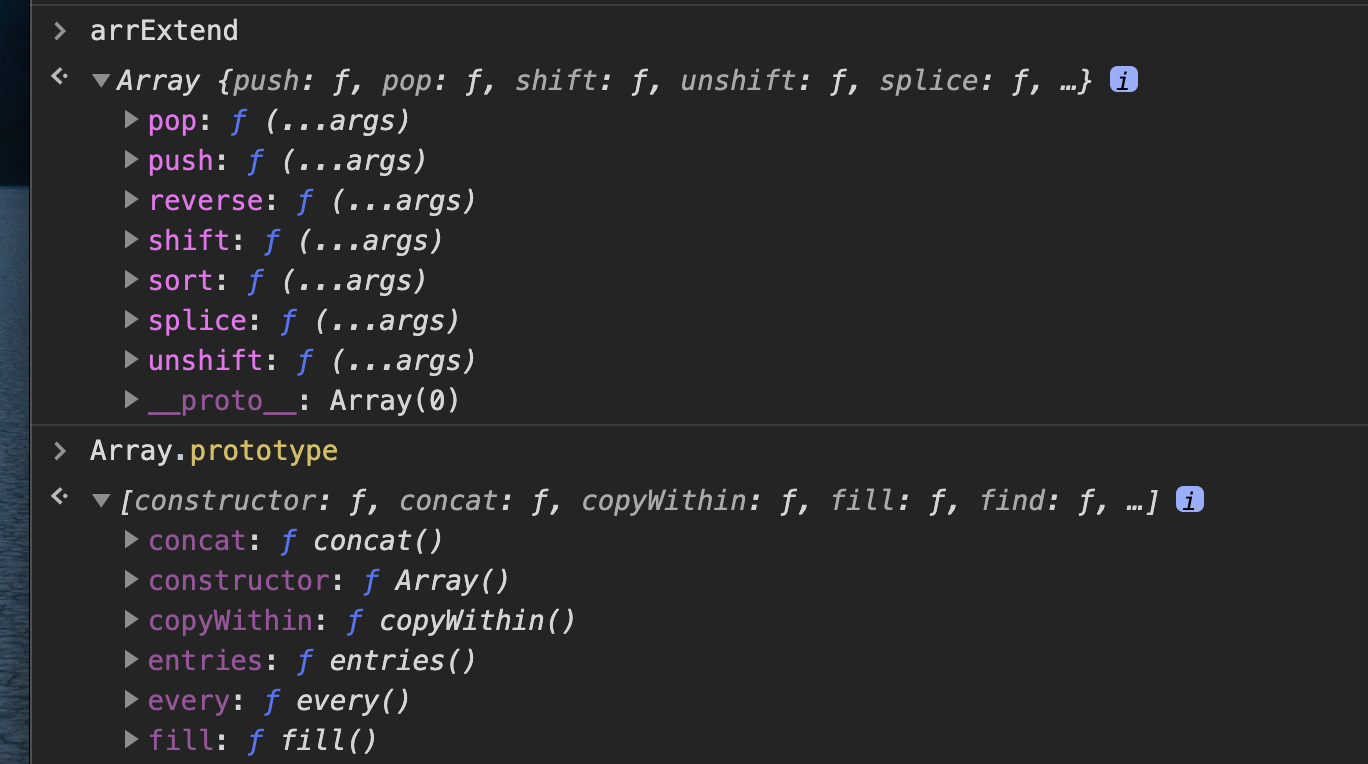 > arrExtend
<· ▼Array {push: ƒ, pop: ƒ, shift: ƒ, unshift: ƒ, splice: ƒ, …} i
▶pop: ƒ (...args)
▶push: ƒ (...args)
▶reverse: ƒ (...args)
▶shift: ƒ (...args)
▶sort: ƒ (...args)
▶splice: ƒ (...args)
▶unshift: ƒ (...args)
▶__proto__: Array(0)
> Array.prototype
<· ▼[constructor: ƒ, concat: ƒ, copyWithin: ƒ, fill: ƒ, find: ƒ, …] i
▶concat: ƒ concat()
▶constructor: ƒ Array()
▶copyWithin: ƒ copyWithin()
▶entries: ƒ entries()
▶every: ƒ every()
▶fill: ƒ fill()